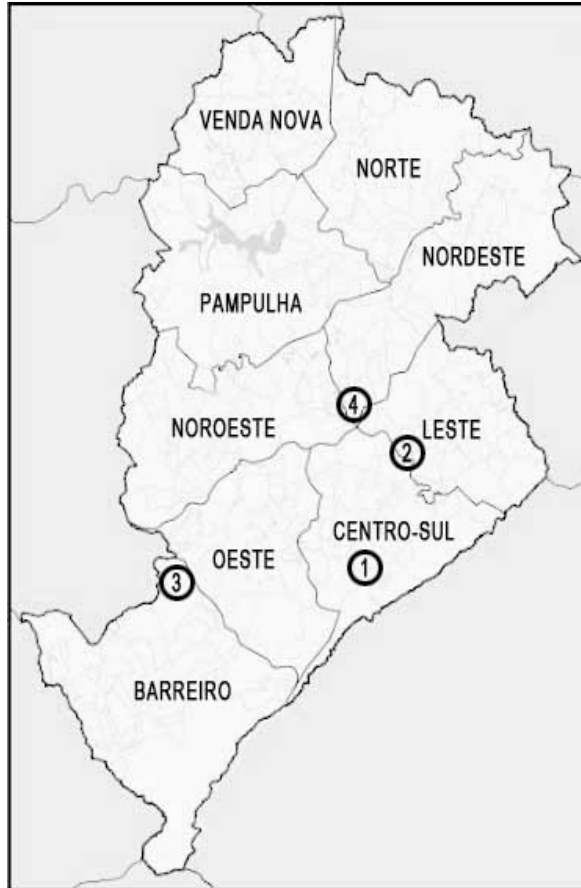 VENDA NOVA
NORTE
NORDESTE
PAMPULHA
4
NOROESTE
LESTE
2
CENTRO-SUL
OESTE
1
3
BARREIRO